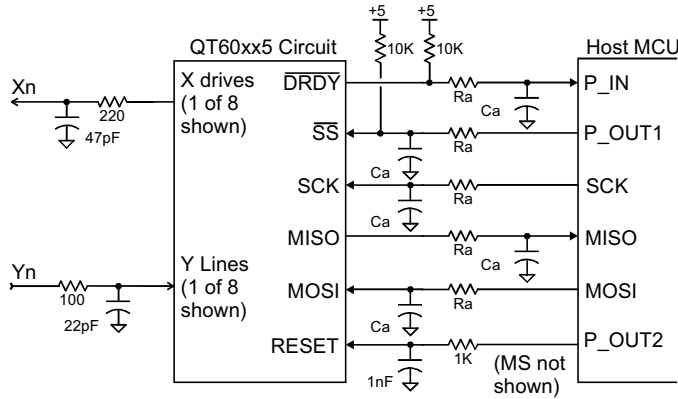 +5
+5
QT60xx5 Circuit
10K
10K
Host MCU
Xn
X drives
(1 of 8
shown)
220
47pF
DRDY
Ra
Ca
P_IN
SS
Ca
Ra
P_OUT1
SCK
Ca
Ra
SCK
MISO
Ra
Ca
MISO
Yn
100
22pF
Y Lines
(1 of 8
shown)
MOSI
Ca
Ra
MOSI
RESET
1nF
1K
P_OUT2
(MS not
shown)